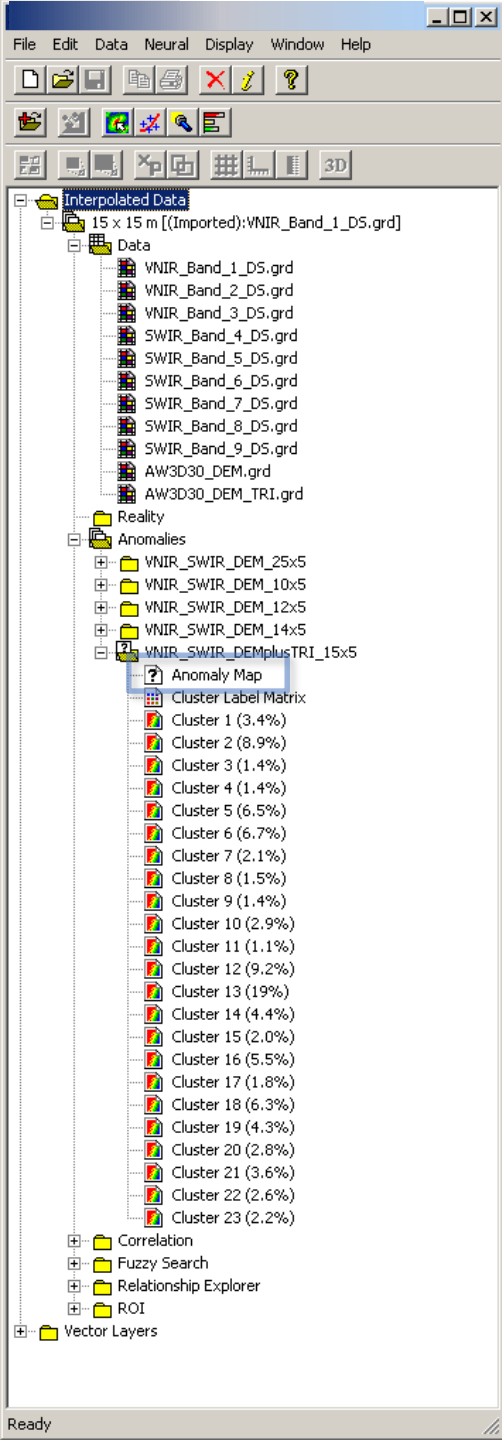 File Edit Data Neural Display Window Help
3D
Interpolated Data
15 x 15 m [(Imported):VNIR_Band_1_DS.grd]
Data
VNIR_Band_1_DS.grd
VNIR_Band_2_DS.grd
VNIR_Band_3_DS.grd
SWIR_Band_4_DS.grd
SWIR_Band_5_DS.grd
SWIR_Band_6_DS.grd
SWIR_Band_7_DS.grd
SWIR_Band_8_DS.grd
SWIR_Band_9_DS.grd
AW3D30_DEM.grd
AW3D30_DEM_TRI.grd
Reality
Anomalies
VNIR_SWIR_DEM_25x5
VNIR_SWIR_DEM_10x5
VNIR_SWIR_DEM_12x5
VNIR_SWIR_DEM_14x5
VNIR_SWIR_DEMplusTRI_15x5
Anomaly Map
Cluster Label Matrix
Cluster 1 (3.4%)
Cluster 2 (8.9%)
Cluster 3 (1.4%)
Cluster 4 (1.4%)
Cluster 5 (6.5%)
Cluster 6 (6.7%)
Cluster 7 (2.1%)
Cluster 8 (1.5%)
Cluster 9 (1.4%)
Cluster 10 (2.9%)
Cluster 11 (1.1%)
Cluster 12 (9.2%)
Cluster 13 (19%)
Cluster 14 (4.4%)
Cluster 15 (2.0%)
Cluster 16 (5.5%)
Cluster 17 (1.8%)
Cluster 18 (6.3%)
Cluster 19 (4.3%)
Cluster 20 (2.8%)
Cluster 21 (3.6%)
Cluster 22 (2.6%)
Cluster 23 (2.2%)
Correlation
Fuzzy Search
Relationship Explorer
ROI
Vector Layers
Ready